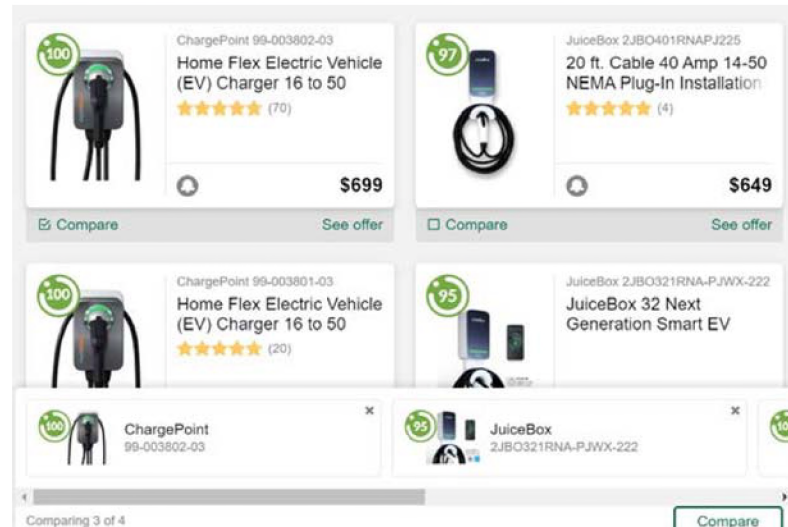 100
ChargePoint 99-003802-03
Home Flex Electric Vehicle
(EV) Charger 16 to 50
(70)
$699
Compare
See offer
97
JuiceBox 2JBO401RNAPJ225
20 ft. Cable 40 Amp 14-50
NEMA Plug-In Installation
(4)
$649
Compare
See offer
100
ChargePoint 99-003801-03
Home Flex Electric Vehicle
(EV) Charger 16 to 50
(20)
95
JuiceBox 2JBO321RNA-PJWX-222
JuiceBox 32 Next
Generation Smart EV
100
ChargePoint
99-003802-03
95
JuiceBox
2JBO321RNA-PJWX-222
Comparing 3 of 4
Compare